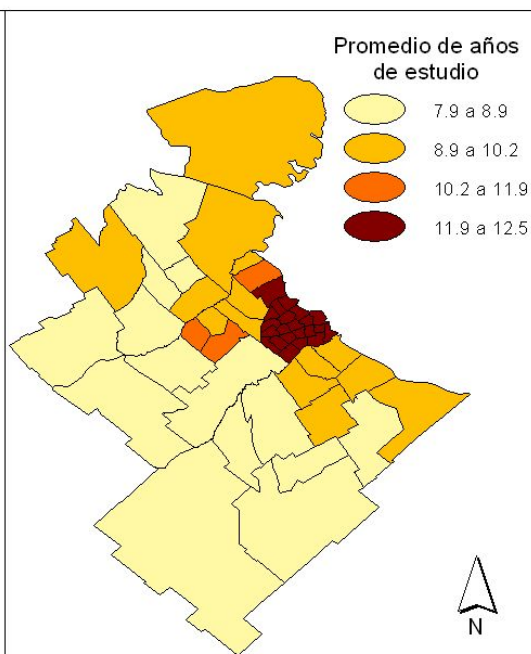 Promedio de años
de estudio
7.9 a 8.9
8.9 a 10.2
10.2 a 11.9
11.9 a 12.5
N